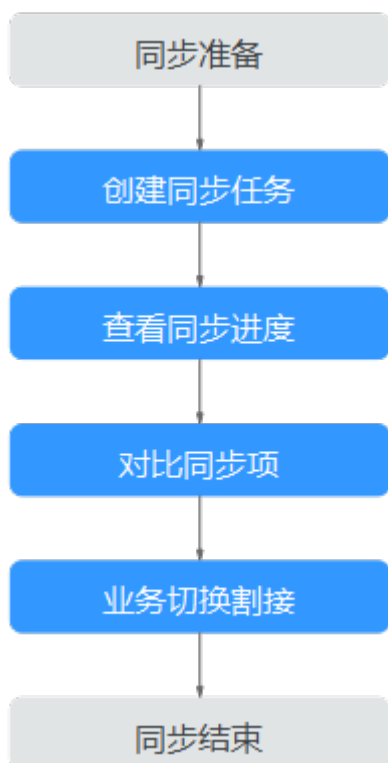 同步准备
创建同步任务
查看同步进度
对比同步项
业务切换割接
同步结束